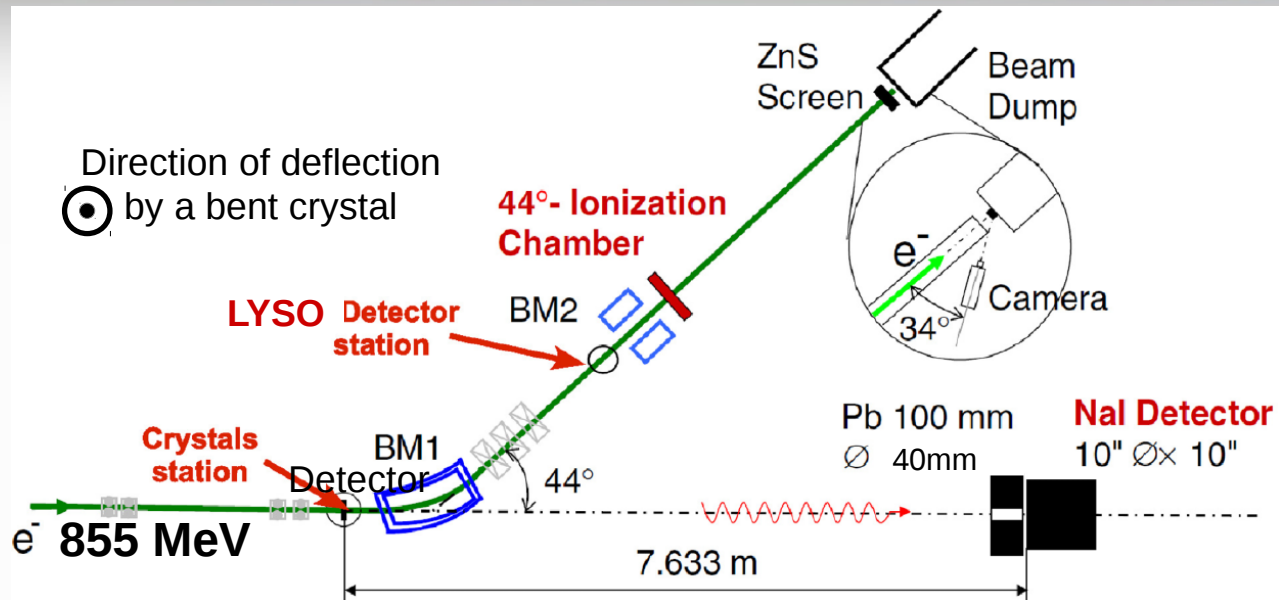 ZnS
Screen
Beam
Dump
Direction of deflection
by a bent crystal
44°- Ionization
Chamber
e-
Camera
34°
LYSO Detector
station
BM2
Crystals
station
BM1
Detector
44°
Pb 100 mm
Ø 40mm
NaI Detector
10" Ø× 10"
e- 855 MeV
7.633 m